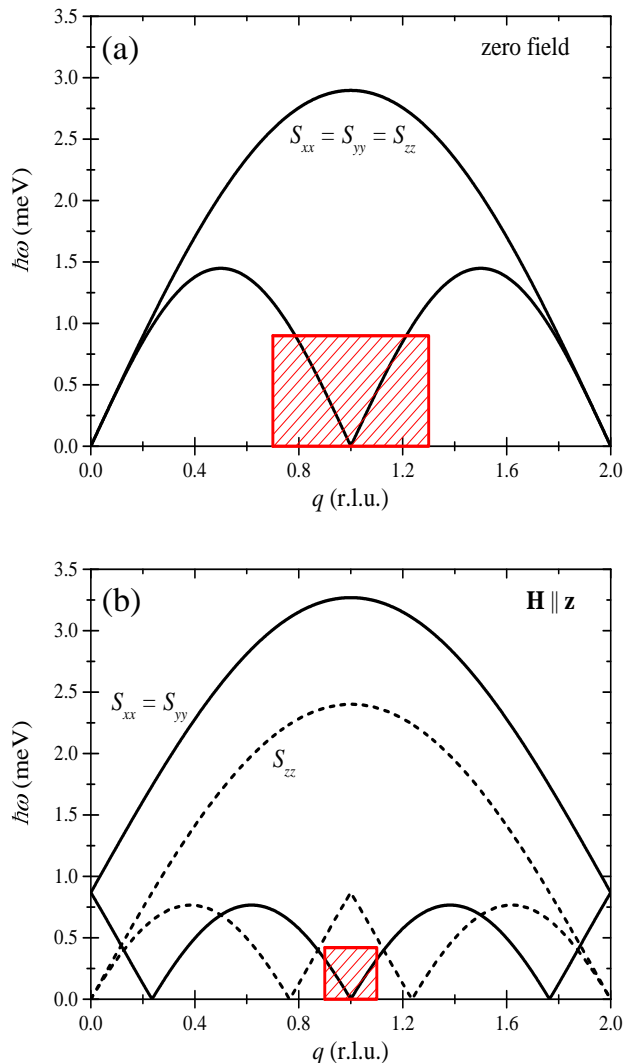 (a)
zero field
S_xx = S_yy = S_zz
ħω (meV)
3.5
3.0
2.5
2.0
1.5
1.0
0.5
0.0
0.0 0.4 0.8 1.2 1.6 2.0
q (r.l.u.)
(b)
H || z
S_xx = S_yy
S_zz
ħω (meV)
3.5
3.0
2.5
2.0
1.5
1.0
0.5
0.0
0.0 0.4 0.8 1.2 1.6 2.0
q (r.l.u.)